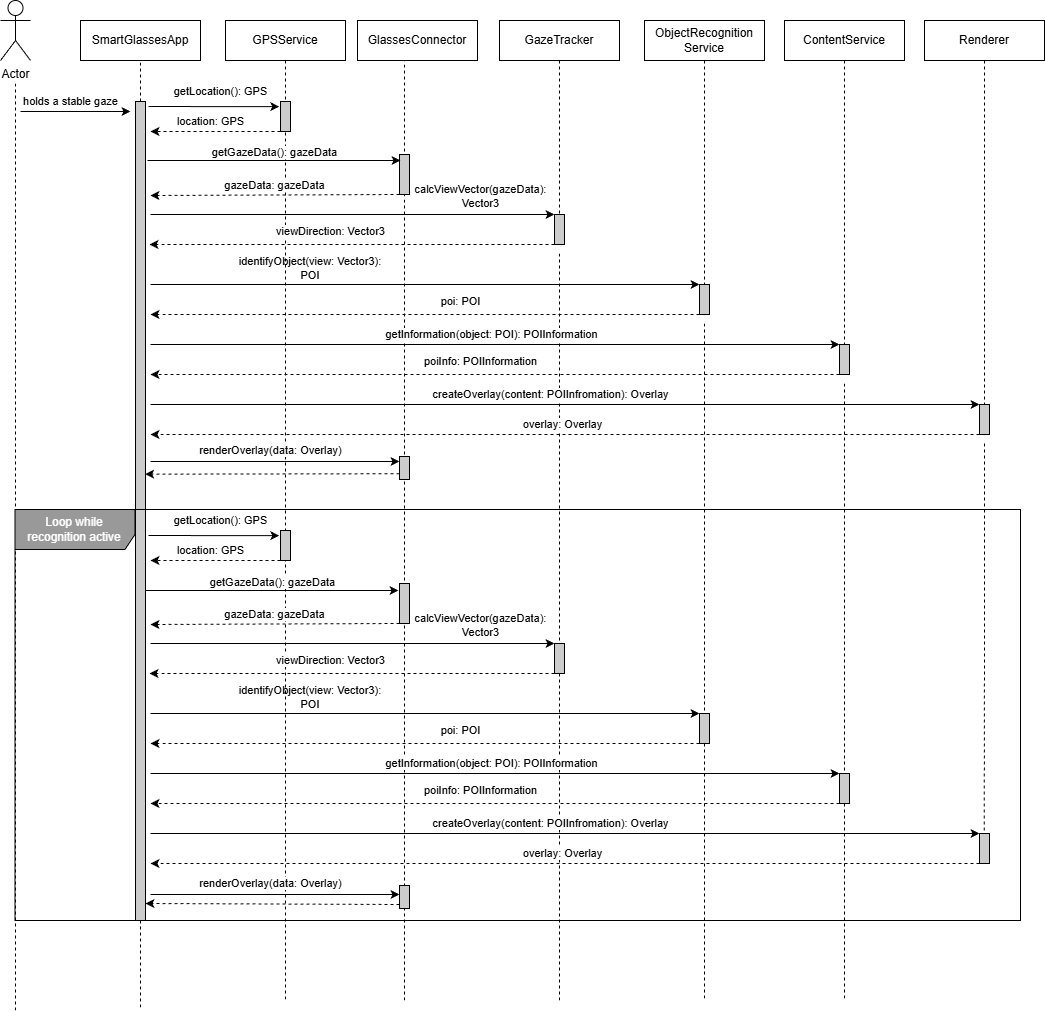 SmartGlassesApp
GPSService
GlassesConnector
GazeTracker
ObjectRecognition
Service
ContentService
Renderer
Actor
holds a stable gaze
getLocation(): GPS
location: GPS
getGazeData(): gazeData
gazeData: gazeData
calcViewVector(gazeData):
Vector3
viewDirection: Vector3
identifyObject(view: Vector3):
POI
poi: POI
getInformation(object: POI): POIInformation
poiInfo: POIInformation
createOverlay(content: POIInfromation): Overlay
overlay: Overlay
renderOverlay(data: Overlay)
Loop while
recognition active
getLocation(): GPS
location: GPS
getGazeData(): gazeData
gazeData: gazeData
calcViewVector(gazeData):
Vector3
viewDirection: Vector3
identifyObject(view: Vector3):
POI
poi: POI
getInformation(object: POI): POIInformation
poiInfo: POIInformation
createOverlay(content: POIInfromation): Overlay
overlay: Overlay
renderOverlay(data: Overlay)